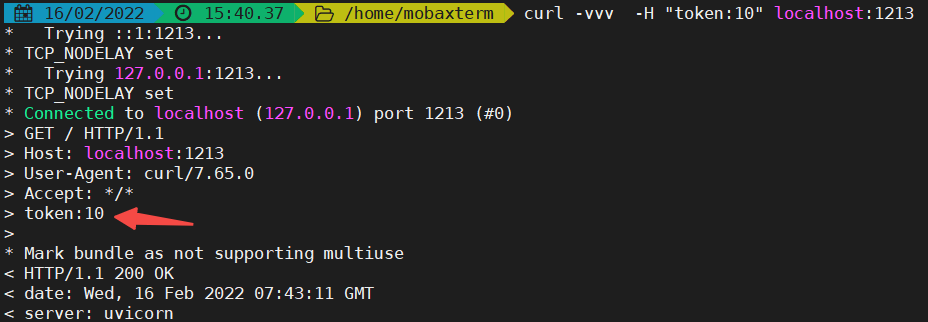 16/02/2022 15:40.37 /home/mobaxterm curl -vvv  -H "token:10" localhost:1213
*   Trying ::1:1213...
* TCP_NODELAY set
*   Trying 127.0.0.1:1213...
* TCP_NODELAY set
* Connected to localhost (127.0.0.1) port 1213 (#0)
> GET / HTTP/1.1
> Host: localhost:1213
> User-Agent: curl/7.65.0
> Accept: */*
> token:10
>
* Mark bundle as not supporting multiuse
< HTTP/1.1 200 OK
< date: Wed, 16 Feb 2022 07:43:11 GMT
< server: uvicorn